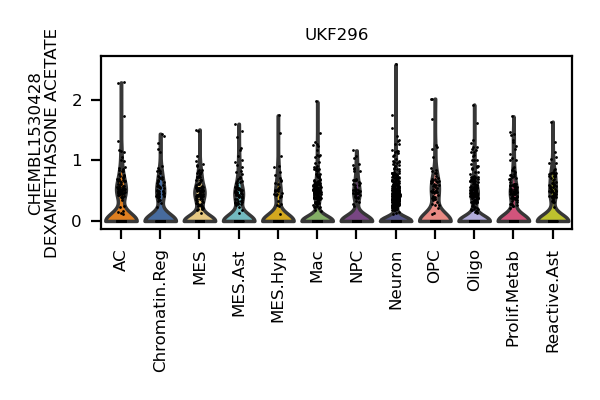 UKF296
CHEMBL1530428
DEXAMETHASONE ACETATE
2
1
0
AC
Chromatin.Reg
MES
MES.Ast
MES.Hyp
Mac
NPC
Neuron
OPC
Oligo
Prolif.Metab
Reactive.Ast